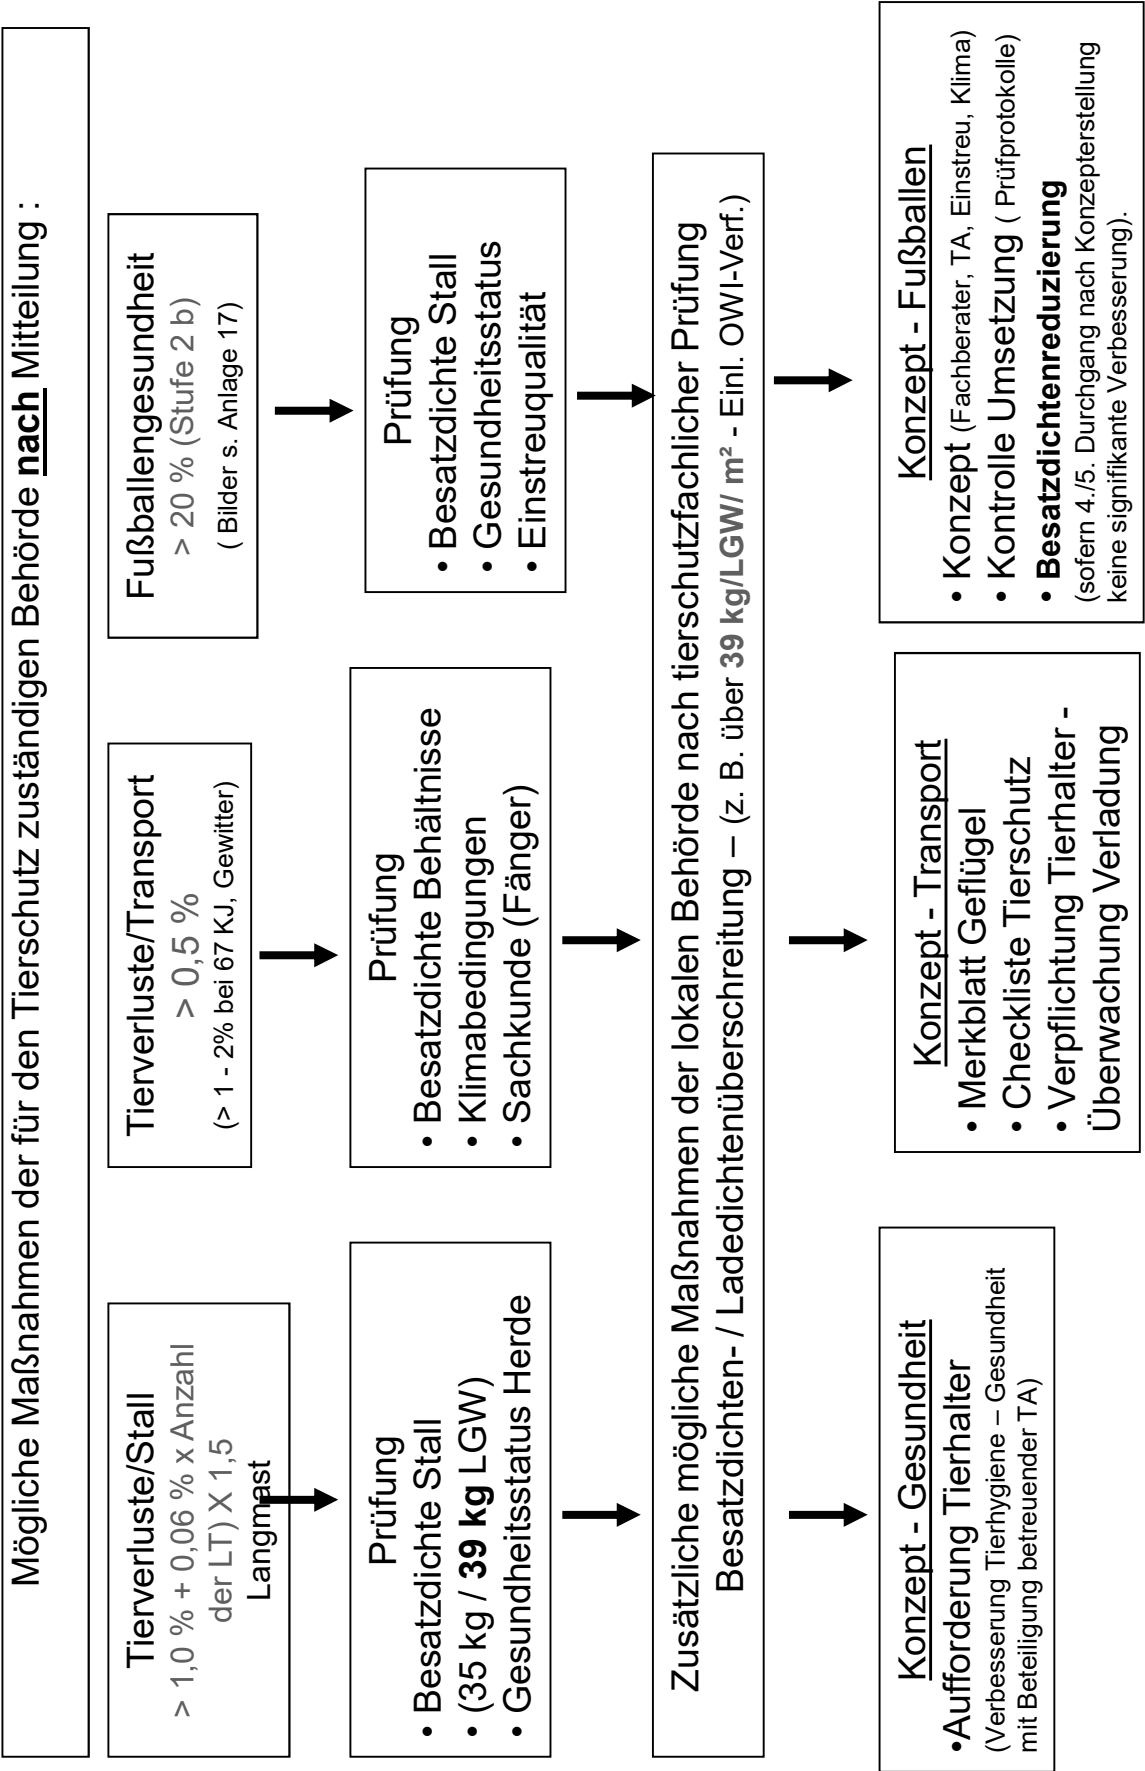 Mögliche Maßnahmen der für den Tierschutz zuständigen Behörde nach Mitteilung :
Tierverluste/Stall
> 1,0 % + 0,06 % x Anzahl
der LT) X 1,5
Langmast
Tierverluste/Transport
> 0,5 %
(> 1 - 2% bei 67 KJ, Gewitter)
Fußballengesundheit
> 20 % (Stufe 2 b)
( Bilder s. Anlage 17)
Prüfung
• Besatzdichte Stall
• (35 kg / 39 kg LGW)
• Gesundheitsstatus Herde
Prüfung
• Besatzdichte Behältnisse
• Klimabedingungen
• Sachkunde (Fänger)
Prüfung
• Besatzdichte Stall
• Gesundheitsstatus
• Einstreuqualität
Zusätzliche mögliche Maßnahmen der lokalen Behörde nach tierschutzfachlicher Prüfung
Besatzdichten- / Ladedichtenüberschreitung – (z. B. über 39 kg/LGW/ m² - Einl. OWI-Verf.)
Konzept - Gesundheit
•Aufforderung Tierhalter
(Verbesserung Tierhygiene – Gesundheit
mit Beteiligung betreuender TA)
Konzept - Transport
• Merkblatt Geflügel
• Checkliste Tierschutz
• Verpflichtung Tierhalter -
Überwachung Verladung
Konzept - Fußballen
• Konzept (Fachberater, TA, Einstreu, Klima)
• Kontrolle Umsetzung ( Prüfprotokolle)
• Besatzdichtenreduzierung
(sofern 4./5. Durchgang nach Konzepterstellung
keine signifikante Verbesserung).